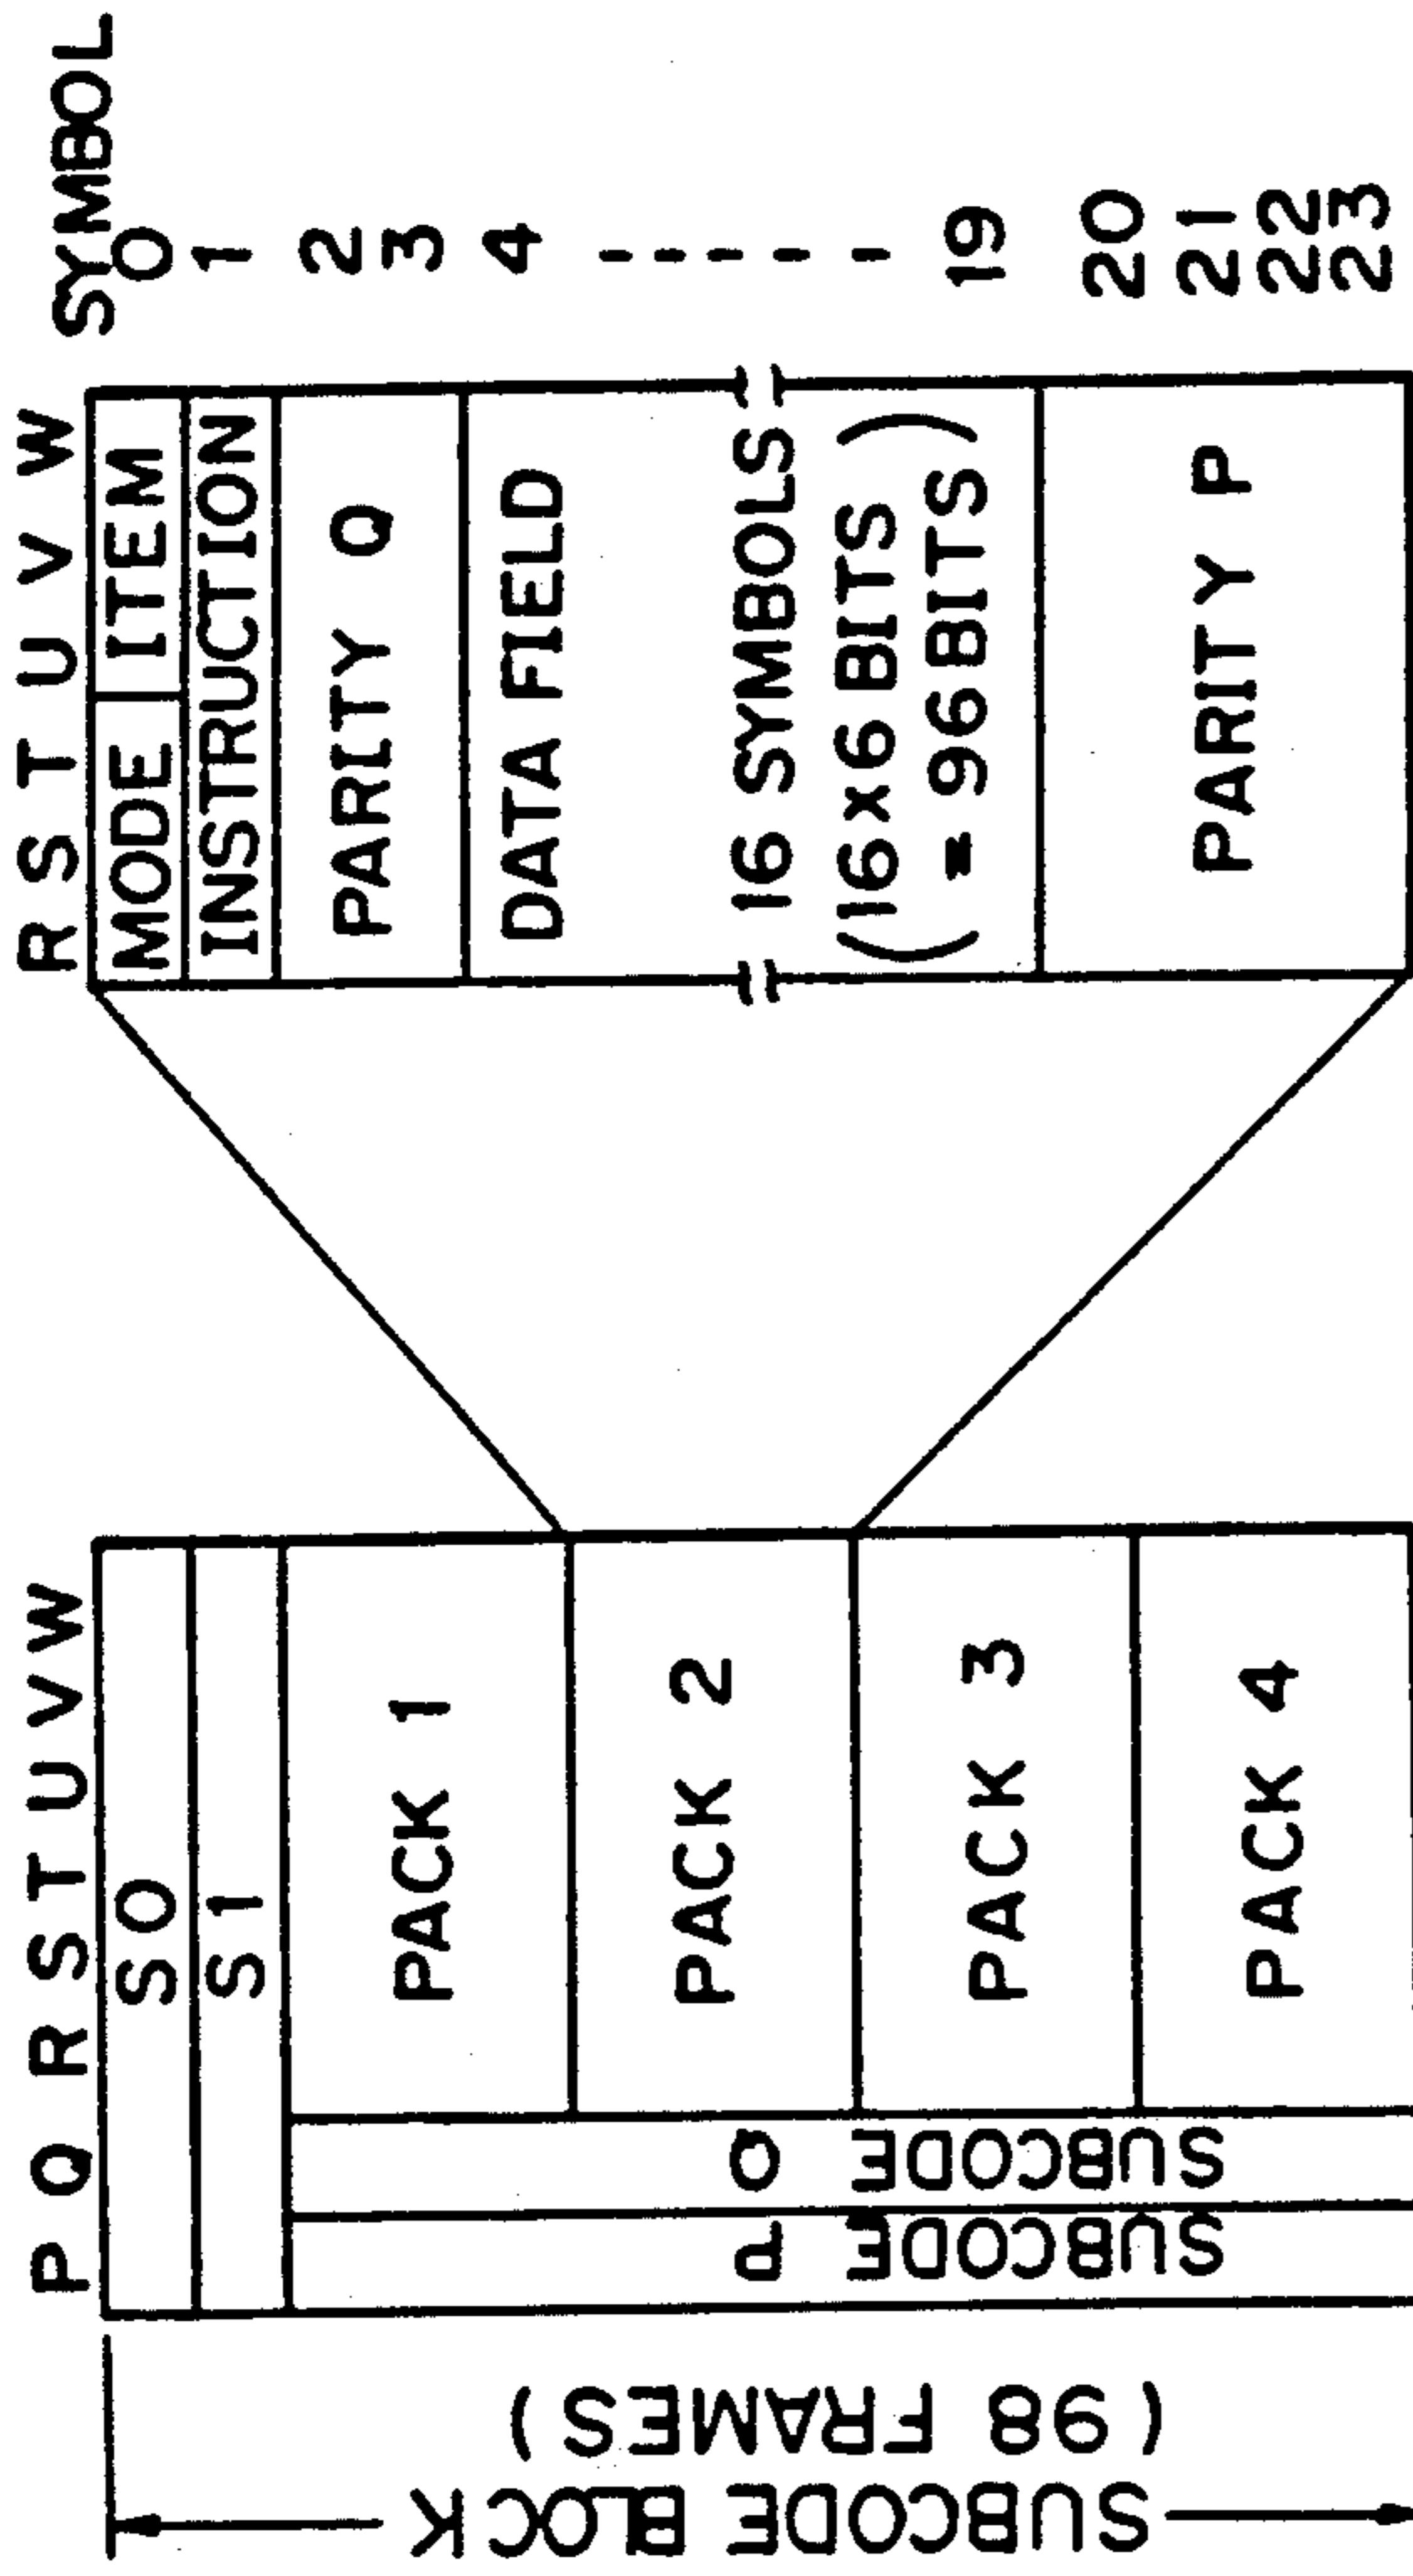 SUBCODE BLOCK
(98 FRAMES)
P Q R S T U V W
S0
S1
SUBCODE P
SUBCODE Q
PACK 1
PACK 2
PACK 3
PACK 4
R S T U V W
SYMBOL
MODE ITEM
0
INSTRUCTION
1
PARITY Q
2
3
DATA FIELD
4
16 SYMBOLS
(16×6 BITS
= 96 BITS)
19
PARITY P
20
21
22
23